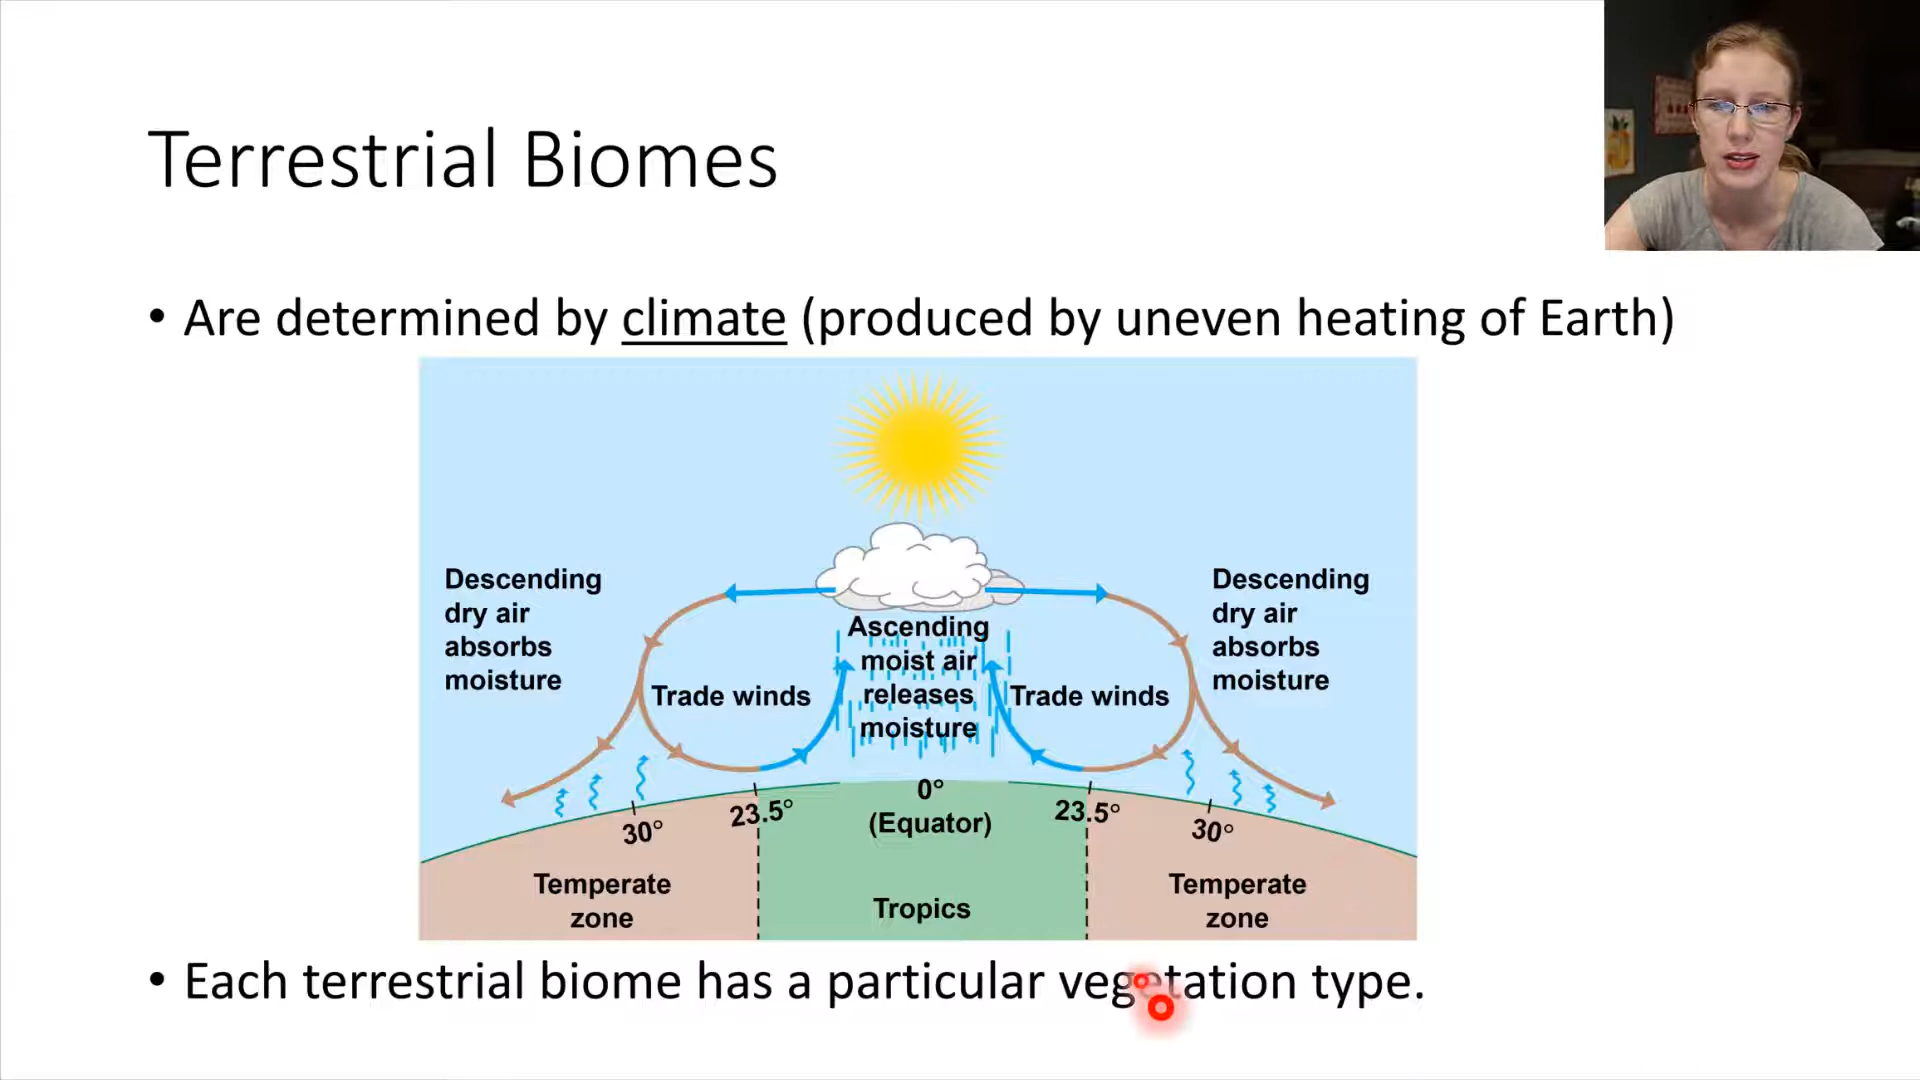 Terrestrial Biomes
• Are determined by climate (produced by uneven heating of Earth)
Descending
dry air
absorbs
moisture
Trade winds
Ascending
moist air
releases
moisture
Trade winds
Descending
dry air
absorbs
moisture
30°
23.5°
0°
(Equator)
23.5°
30°
Temperate
zone
Tropics
Temperate
zone
• Each terrestrial biome has a particular vegetation type.